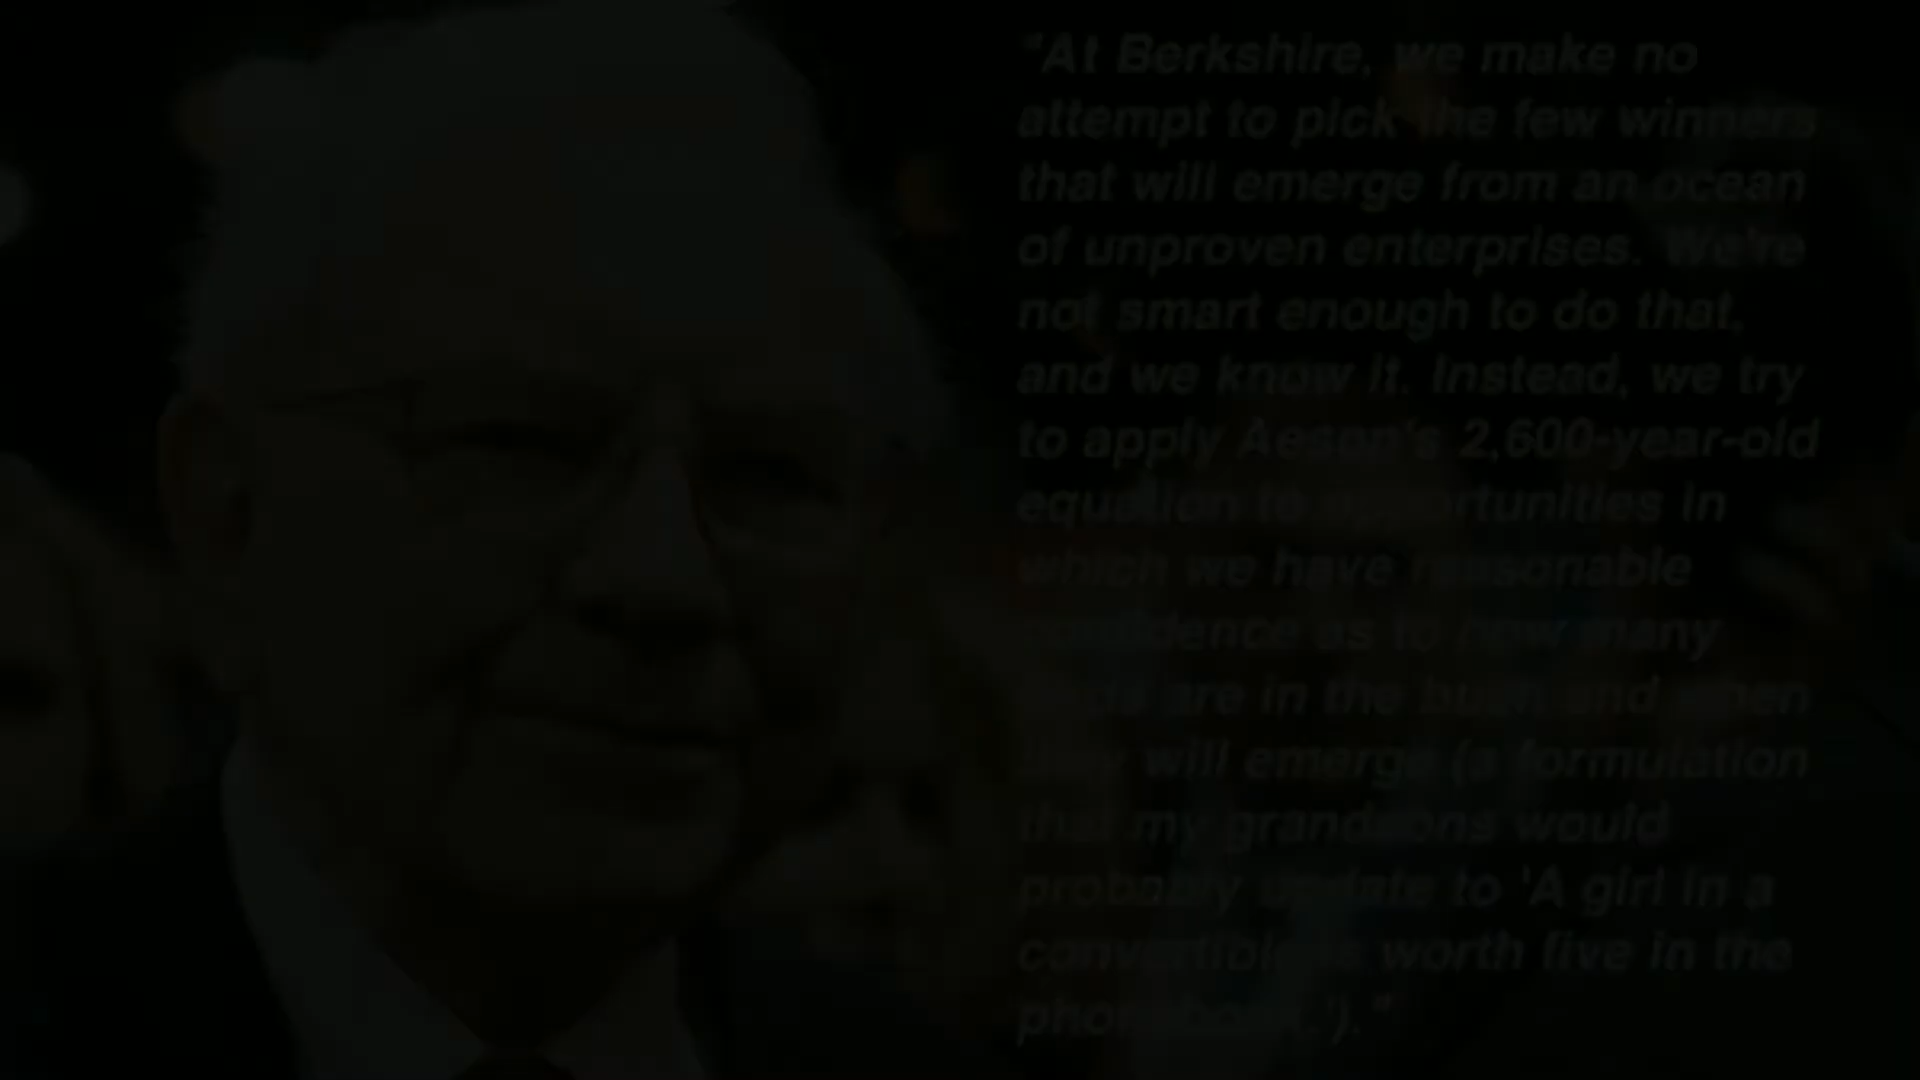 "At Berkshire, we make no
attempt to pick the few winners
that will emerge from an ocean
of unproven enterprises. We're
not smart enough to do that,
and we know it. Instead, we try
to apply Aesop's 2,600-year-old
equation to opportunities in
which we have reasonable
confidence as to how many
birds are in the bush and when
they will emerge (a formulation
that my grandsons would
probably update to 'A girl in a
convertible is worth five in the
phonebook.')."